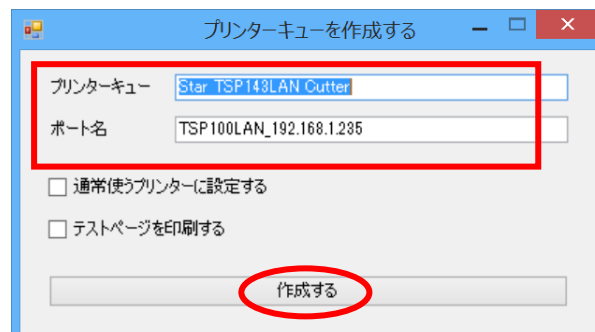 プリンターキューを作成する
プリンターキュー Star TSP143LAN Cutter
ポート名 TSP100LAN_192.168.1.235
通常使うプリンターに設定する
テストページを印刷する
作成する